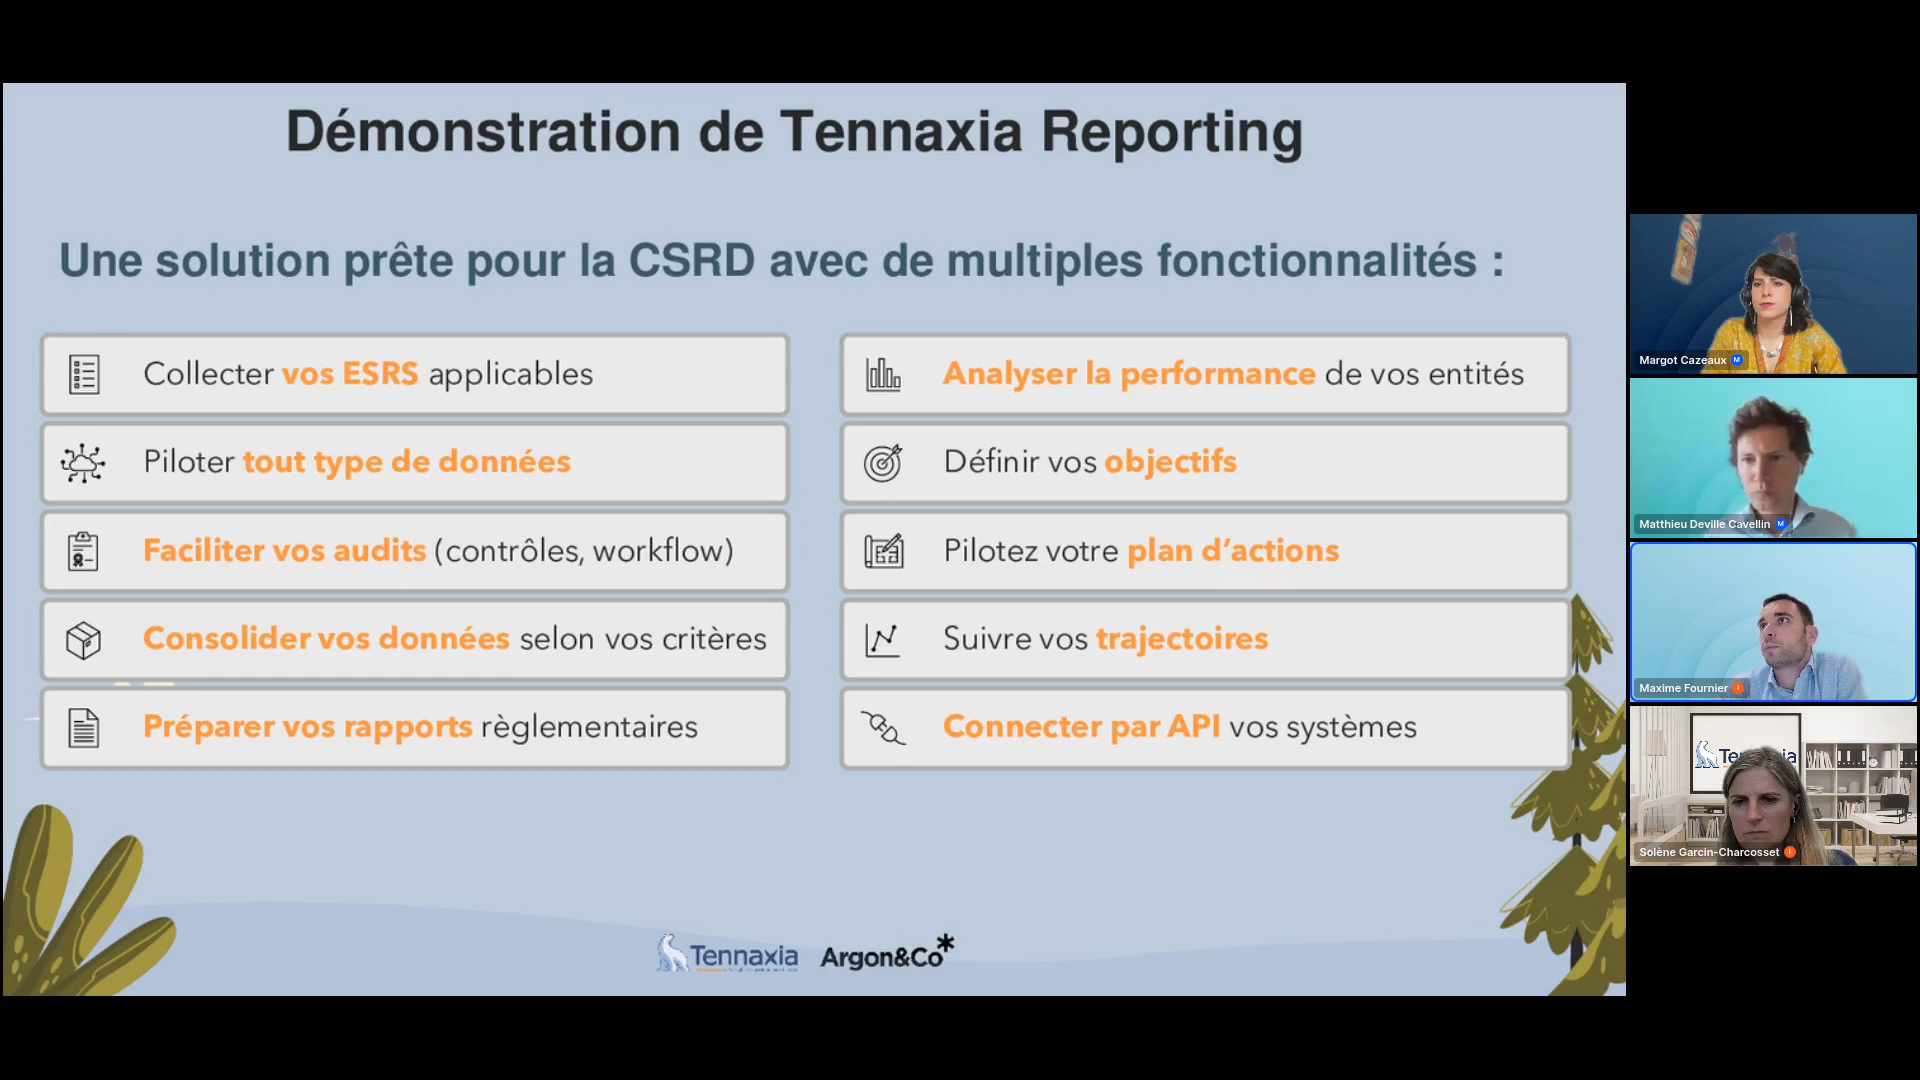 Démonstration de Tennaxia Reporting
Une solution prête pour la CSRD avec de multiples fonctionnalités :
Collecter vos ESRS applicables
Piloter tout type de données
Faciliter vos audits (contrôles, workflow)
Consolider vos données selon vos critères
Préparer vos rapports règlementaires
Analyser la performance de vos entités
Définir vos objectifs
Pilotez votre plan d’actions
Suivre vos trajectoires
Connecter par API vos systèmes
Tennaxia
Argon&Co*
Margot Cazeaux M
Matthieu Deville Cavellin M
Maxime Fournier I
Solène Garcin-Charcosset I